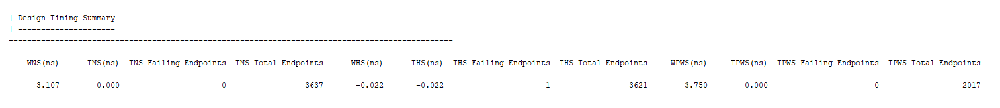 ------------------------------------------------------------------------------------------------
| Design Timing Summary
| ---------------------
------------------------------------------------------------------------------------------------
WNS(ns) TNS(ns) TNS Failing Endpoints TNS Total Endpoints WHS(ns) THS(ns) THS Failing Endpoints THS Total Endpoints WPWS(ns) TPWS(ns) TPWS Failing Endpoints TPWS Total Endpoints
------- ------- --------------------- ------------------- ------- ------- --------------------- ------------------- -------- -------- ---------------------- --------------------
3.107 0.000 0 3637 -0.022 -0.022 1 3621 3.750 0.000 0 2017